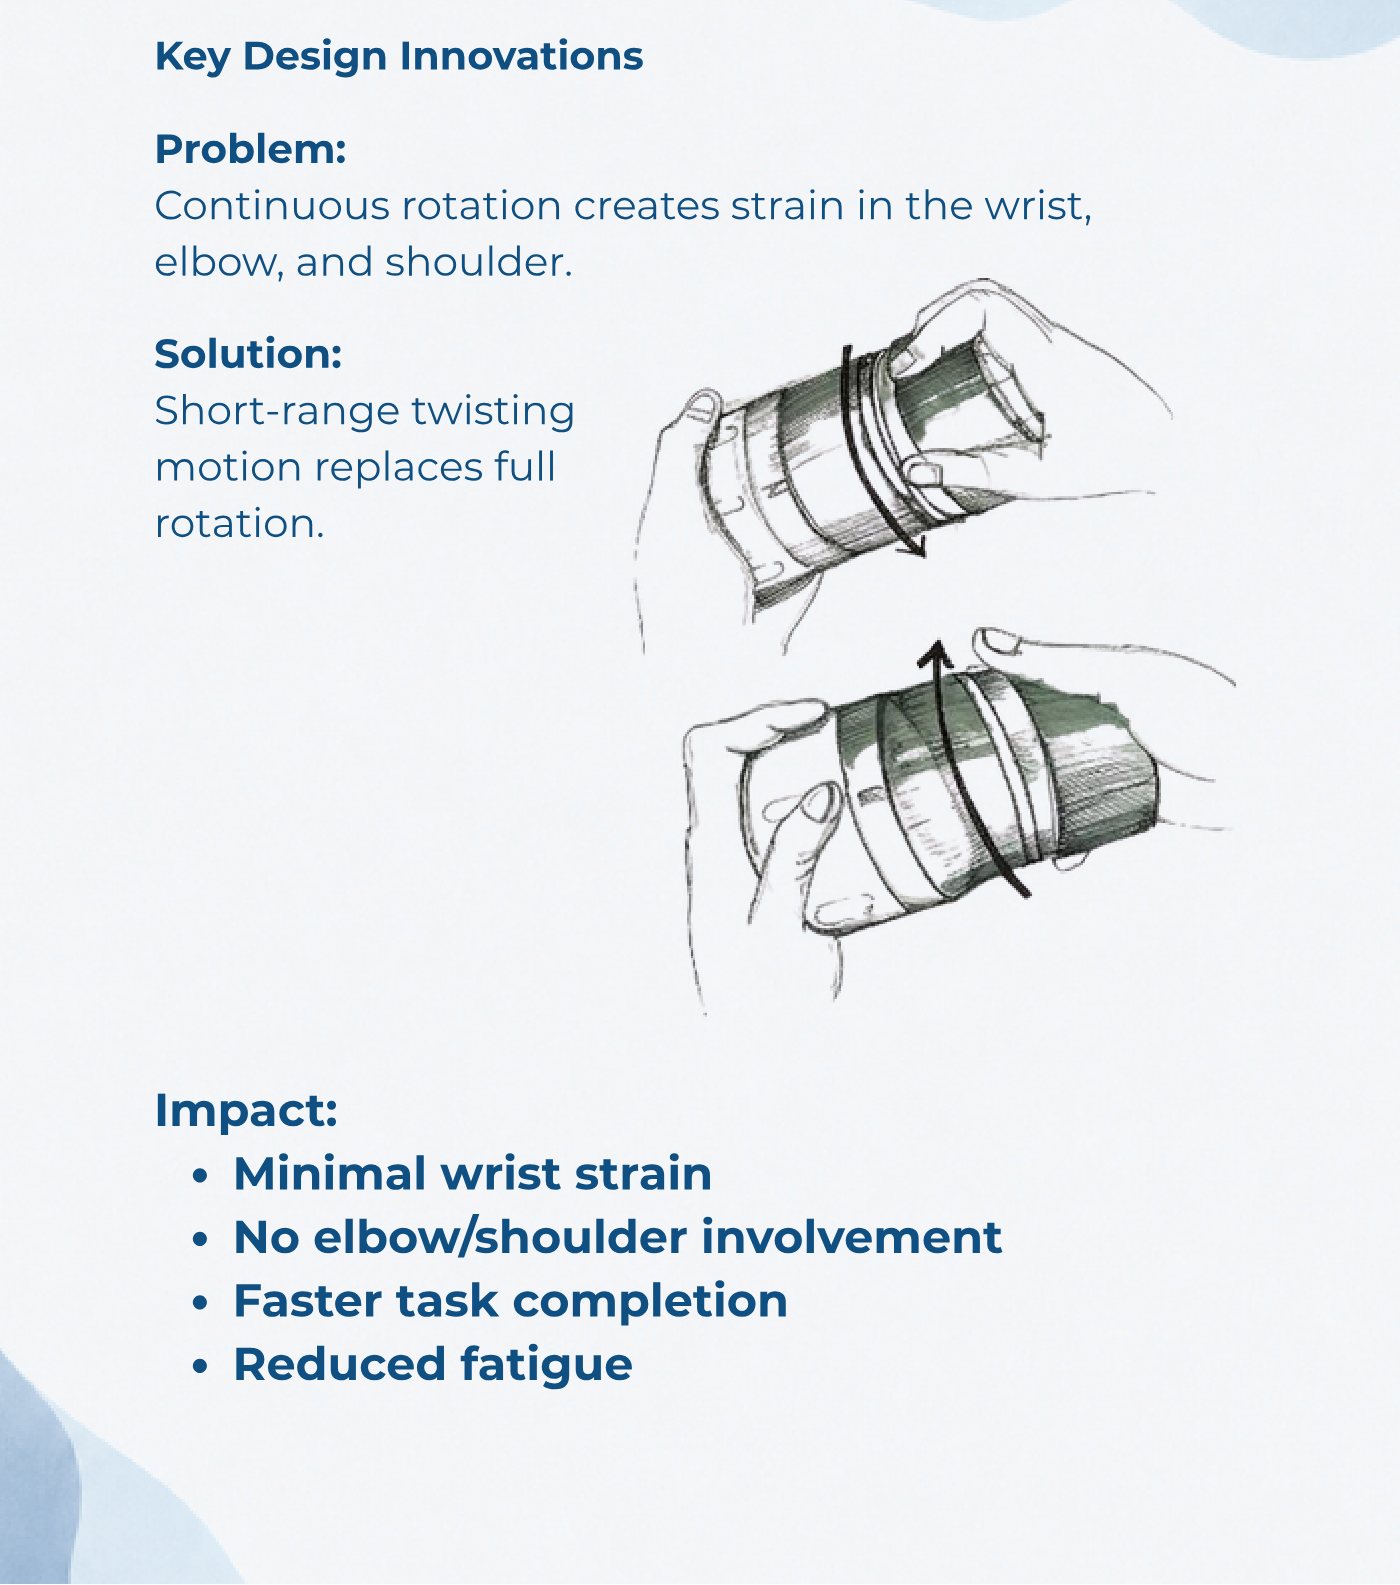 Key Design Innovations
Problem:
Continuous rotation creates strain in the wrist,
elbow, and shoulder.
Solution:
Short-range twisting
motion replaces full
rotation.
Impact:
• Minimal wrist strain
• No elbow/shoulder involvement
• Faster task completion
• Reduced fatigue